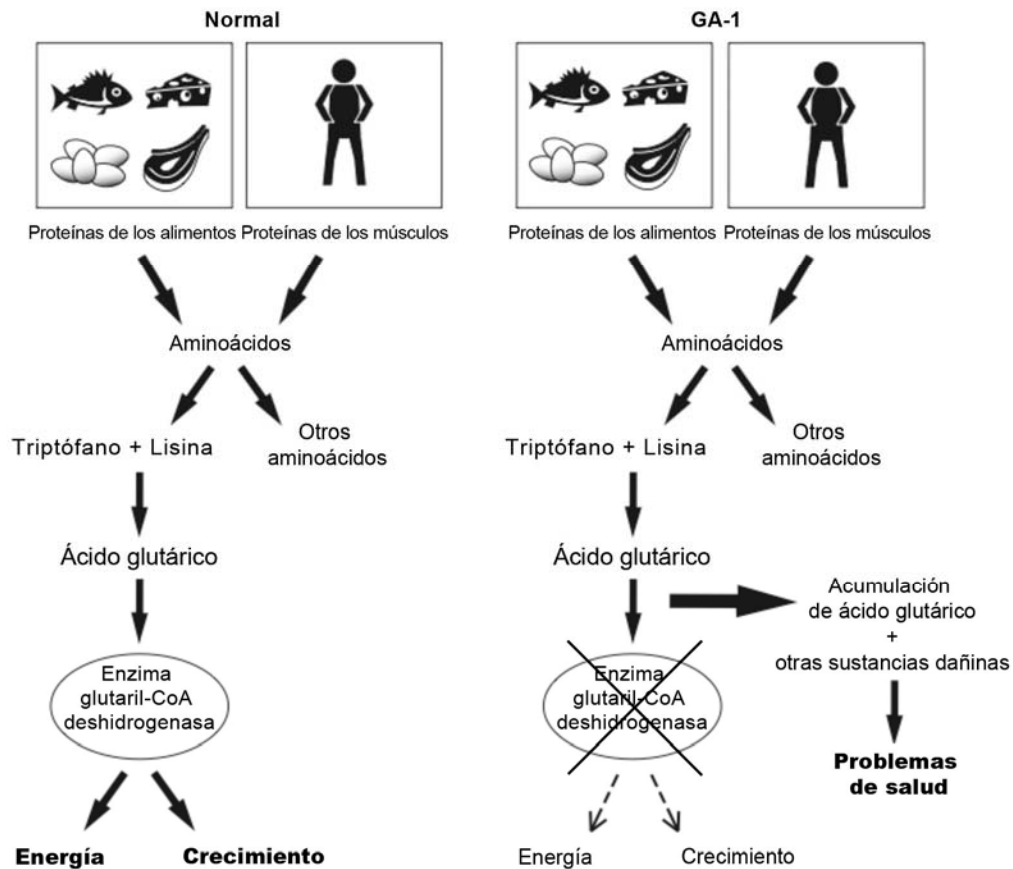 Normal
Proteínas de los alimentos
Proteínas de los músculos
Aminoácidos
Triptófano + Lisina
Otros
aminoácidos
Ácido glutárico
Enzima
glutaril-CoA
deshidrogenasa
Energía
Crecimiento
GA-1
Proteínas de los alimentos
Proteínas de los músculos
Aminoácidos
Triptófano + Lisina
Otros
aminoácidos
Ácido glutárico
Acumulación
de ácido glutárico
+
otras sustancias dañinas
Enzima
glutaril-CoA
deshidrogenasa
Problemas
de salud
Energía
Crecimiento